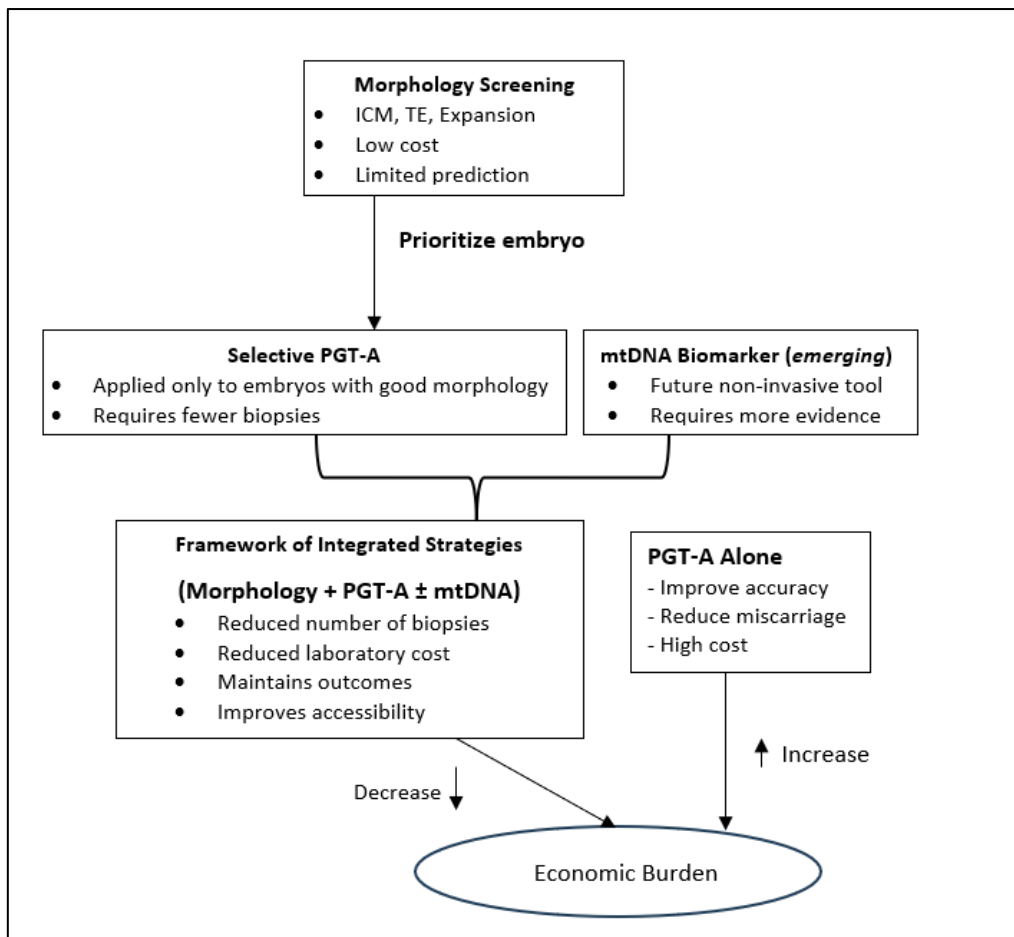 Morphology Screening
• ICM, TE, Expansion
• Low cost
• Limited prediction
Prioritize embryo
Selective PGT-A
• Applied only to embryos with good morphology
• Requires fewer biopsies
mtDNA Biomarker (emerging)
• Future non-invasive tool
• Requires more evidence
Framework of Integrated Strategies
(Morphology + PGT-A ± mtDNA)
• Reduced number of biopsies
• Reduced laboratory cost
• Maintains outcomes
• Improves accessibility
PGT-A Alone
- Improve accuracy
- Reduce miscarriage
- High cost
Decrease
Increase
Economic Burden